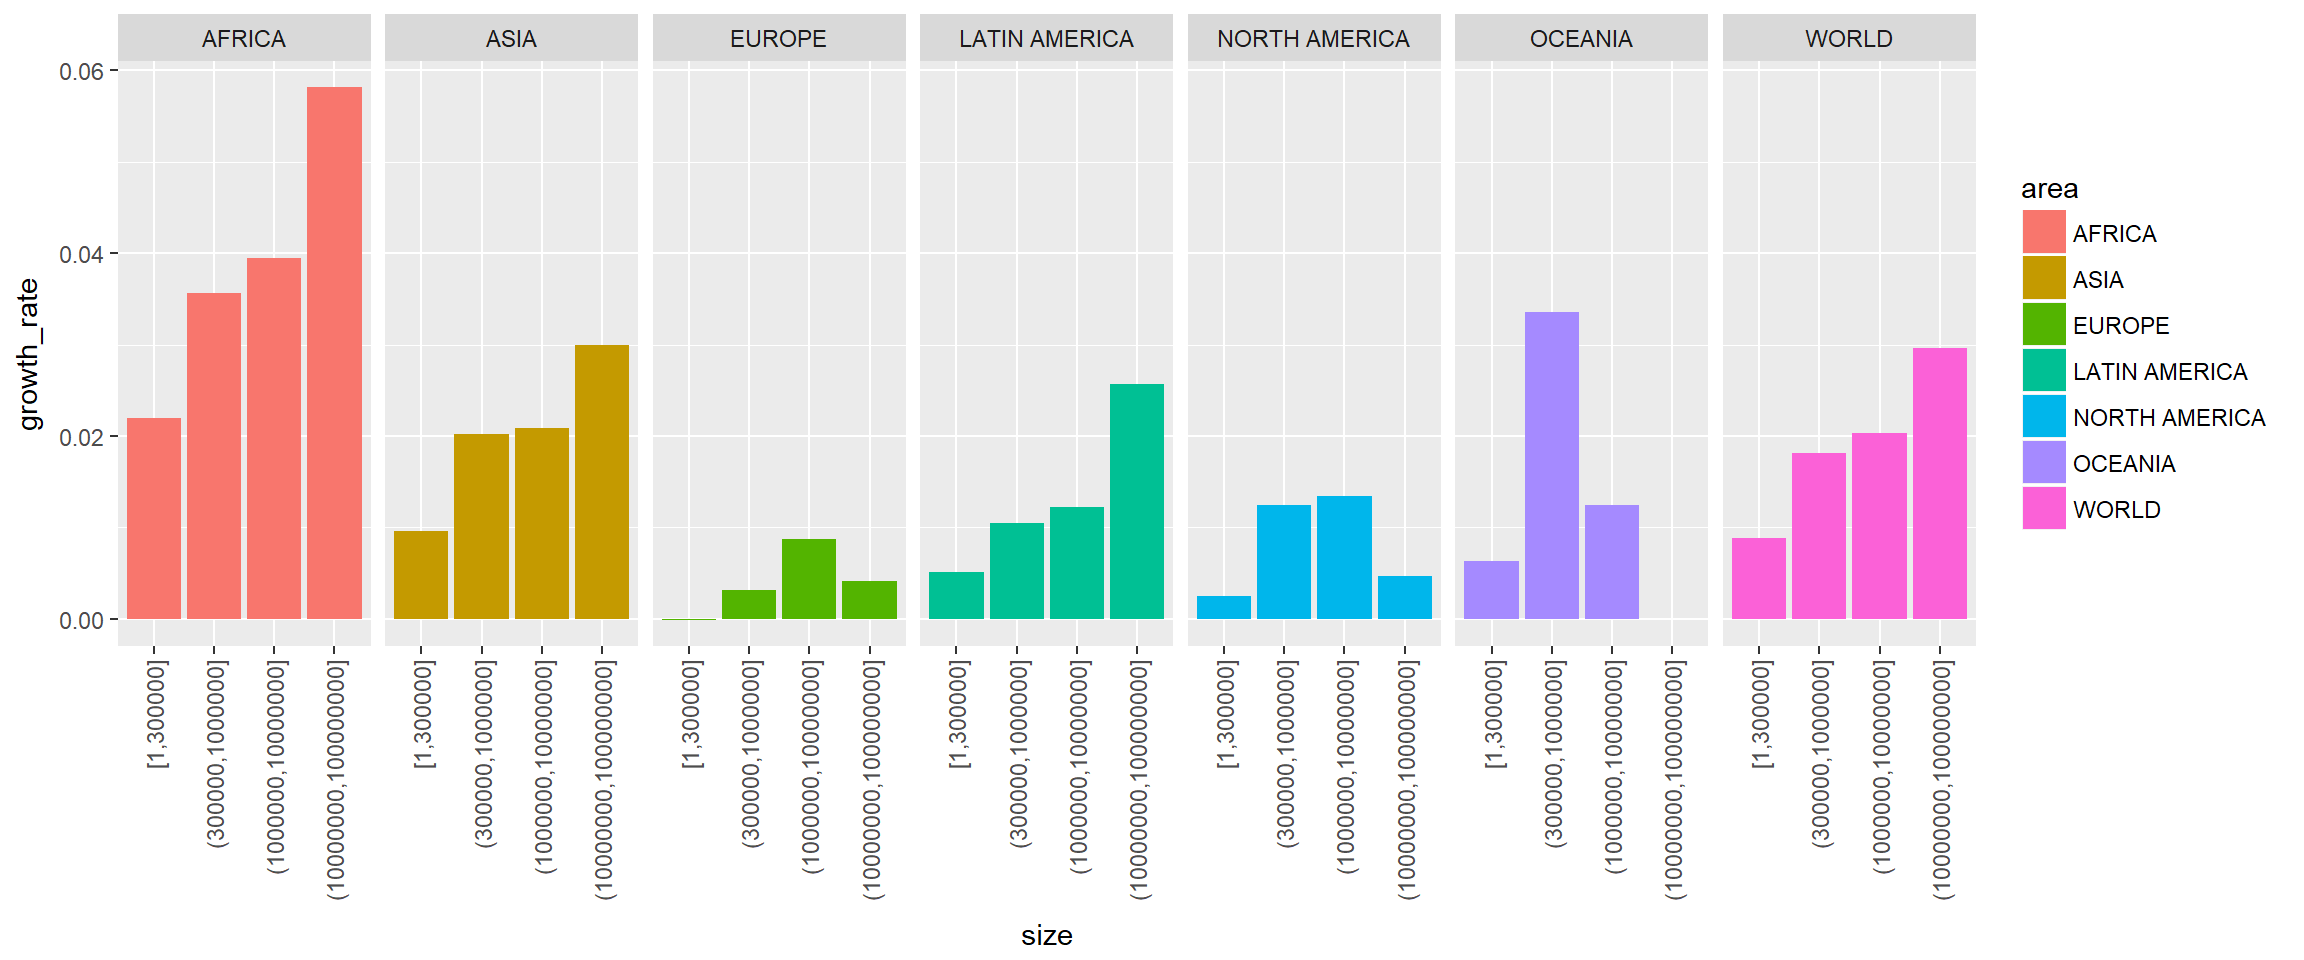 AFRICA
ASIA
EUROPE
LATIN AMERICA
NORTH AMERICA
OCEANIA
WORLD
0.06
0.04
0.02
0.00
growth_rate
[1,300000]
(300000,1000000]
(1000000,10000000]
(10000000,100000000]
[1,300000]
(300000,1000000]
(1000000,10000000]
(10000000,100000000]
[1,300000]
(300000,1000000]
(1000000,10000000]
(10000000,100000000]
[1,300000]
(300000,1000000]
(1000000,10000000]
(10000000,100000000]
[1,300000]
(300000,1000000]
(1000000,10000000]
(10000000,100000000]
[1,300000]
(300000,1000000]
(1000000,10000000]
(10000000,100000000]
[1,300000]
(300000,1000000]
(1000000,10000000]
(10000000,100000000]
size
area
AFRICA
ASIA
EUROPE
LATIN AMERICA
NORTH AMERICA
OCEANIA
WORLD